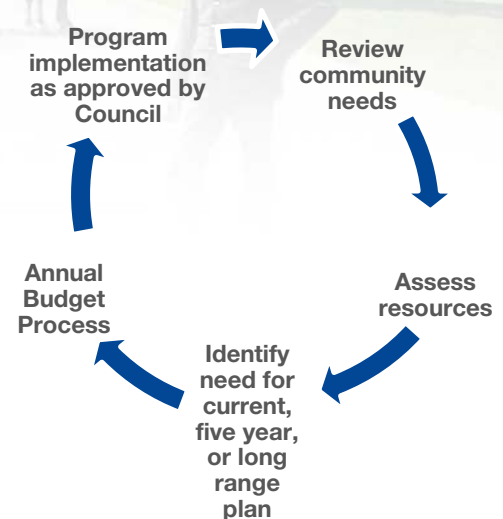 Program
implementation
as approved by
Council
Review
community
needs
Assess
resources
Identify
need for
current,
five year,
or long
range
plan
Annual
Budget
Process